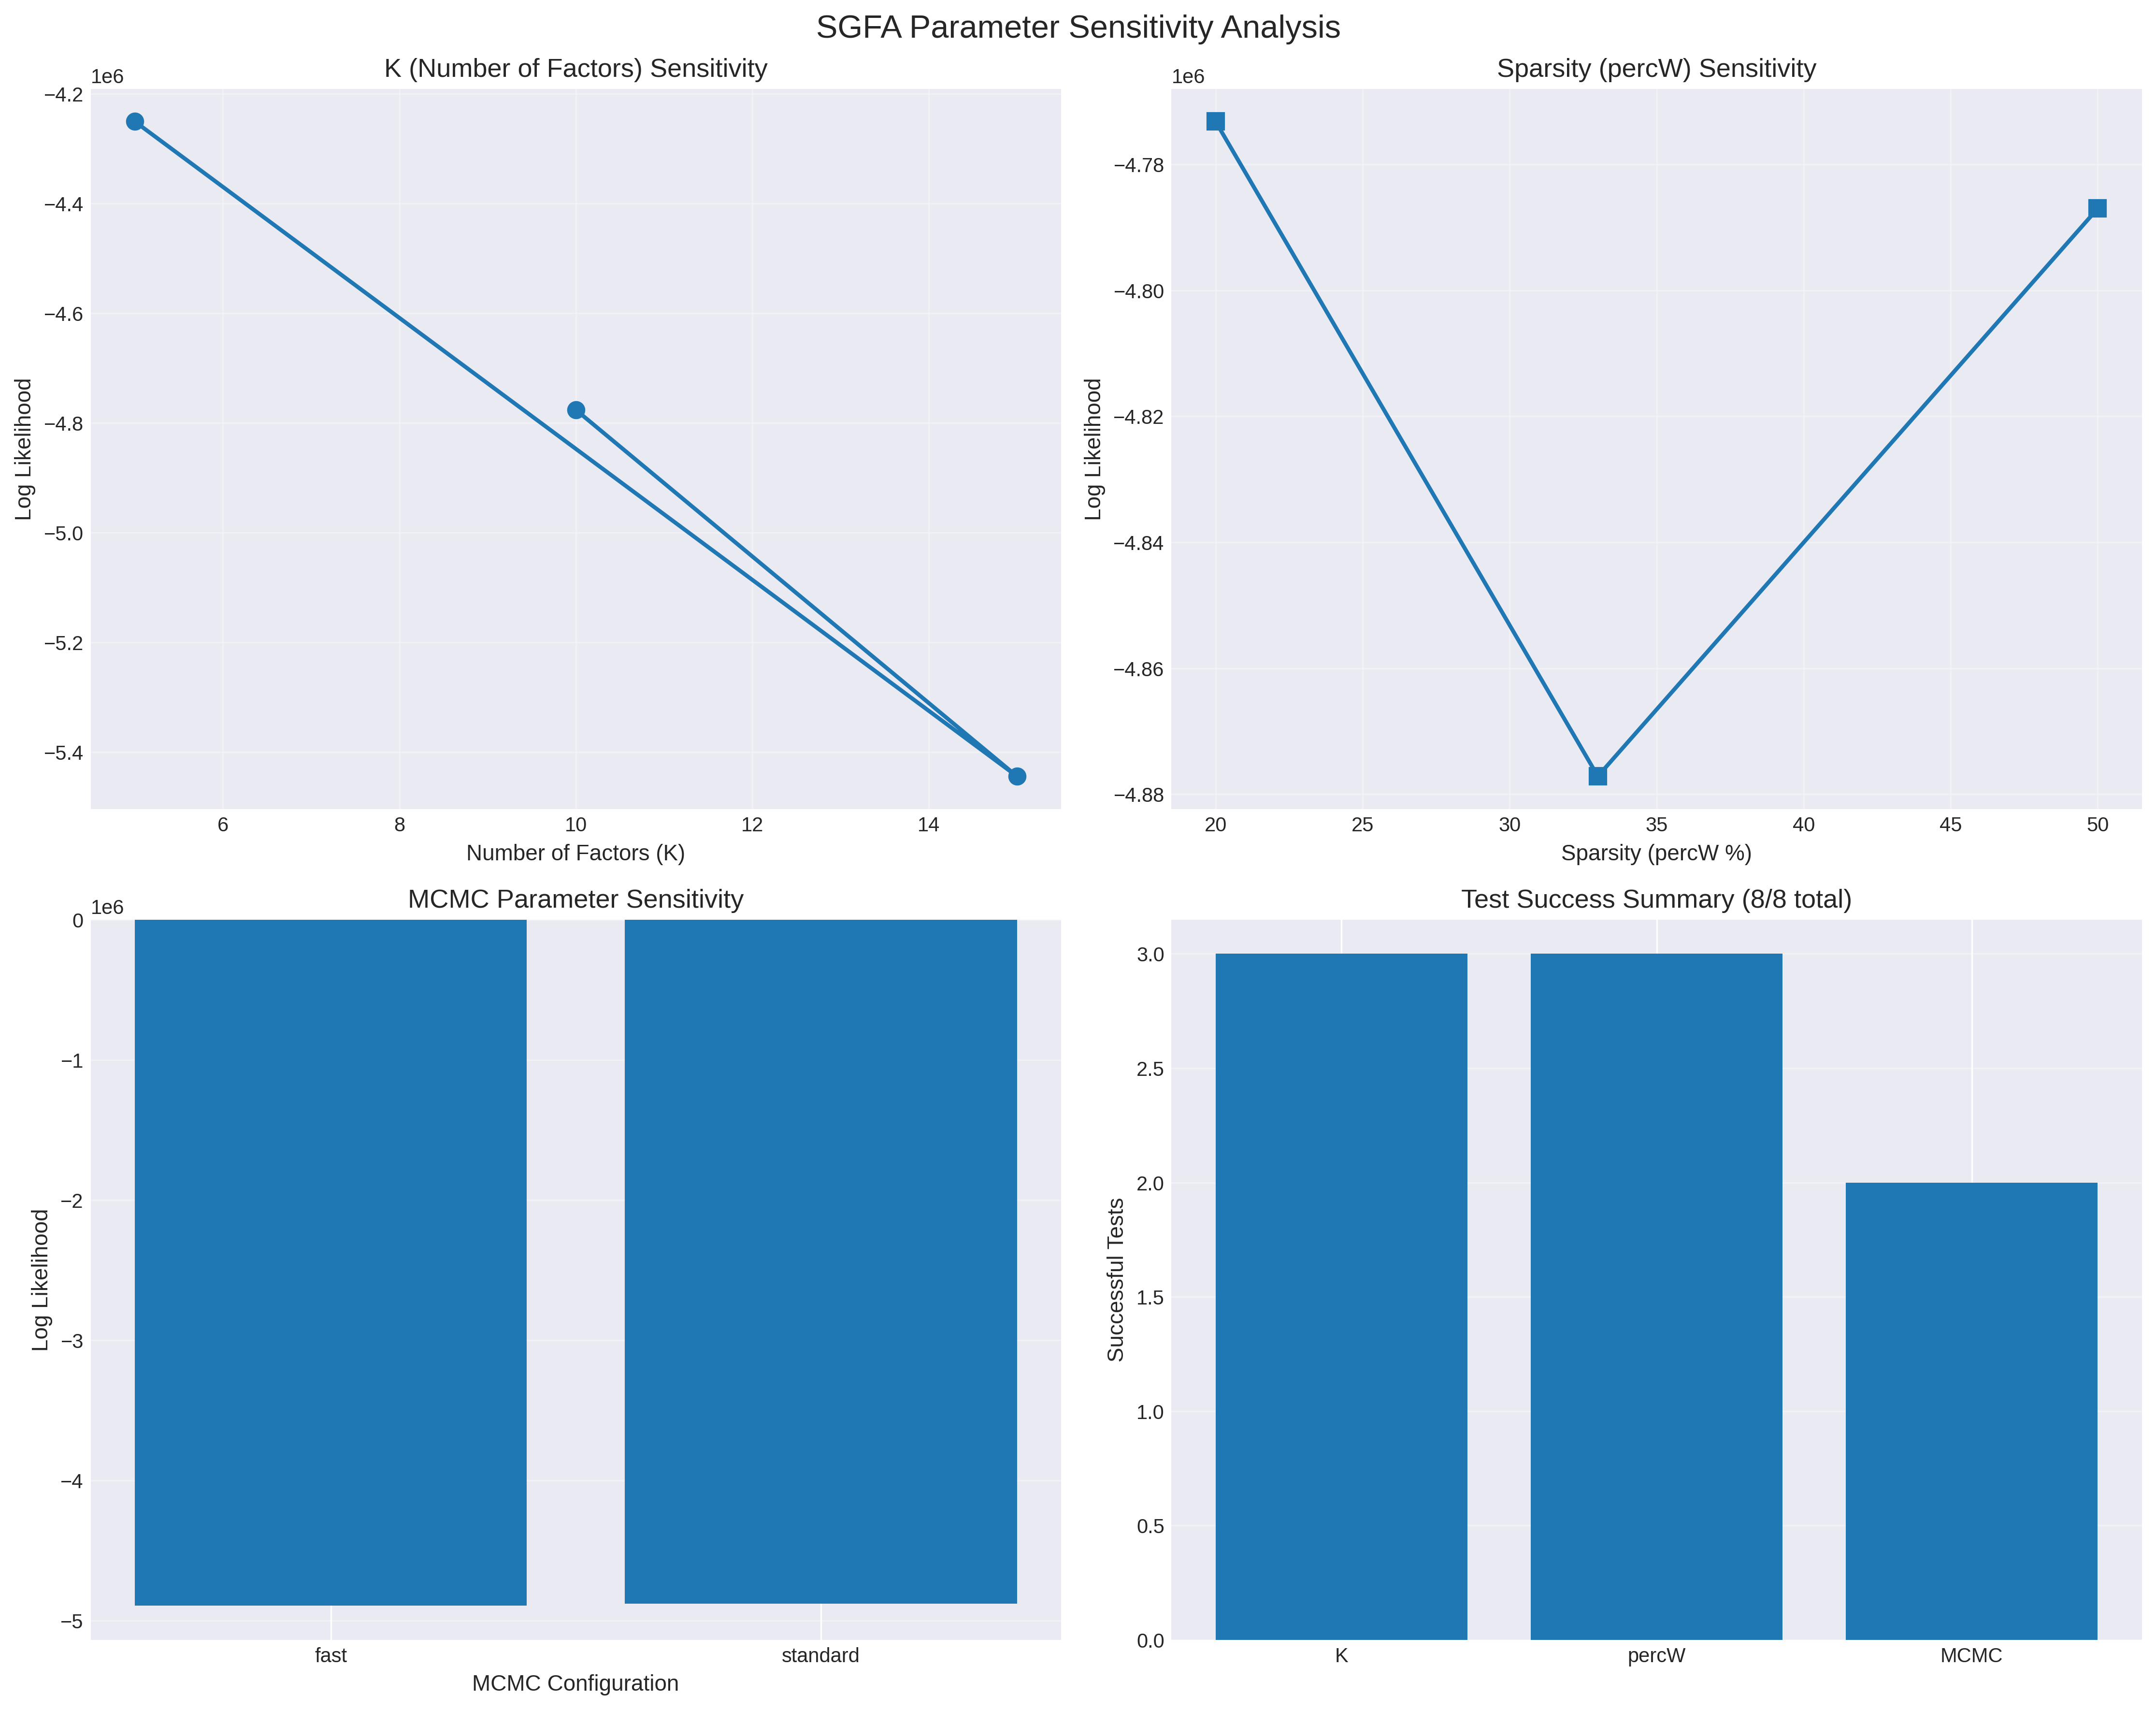 SGFA Parameter Sensitivity Analysis
K (Number of Factors) Sensitivity
1e6
−4.2
−4.4
−4.6
−4.8
−5.0
−5.2
−5.4
Log Likelihood
6 8 10 12 14
Number of Factors (K)
Sparsity (percW) Sensitivity
1e6
−4.78
−4.80
−4.82
−4.84
−4.86
−4.88
Log Likelihood
20 25 30 35 40 45 50
Sparsity (percW %)
MCMC Parameter Sensitivity
1e6
0
−1
−2
−3
−4
−5
Log Likelihood
fast standard
MCMC Configuration
Test Success Summary (8/8 total)
3.0
2.5
2.0
1.5
1.0
0.5
0.0
Successful Tests
K percW MCMC